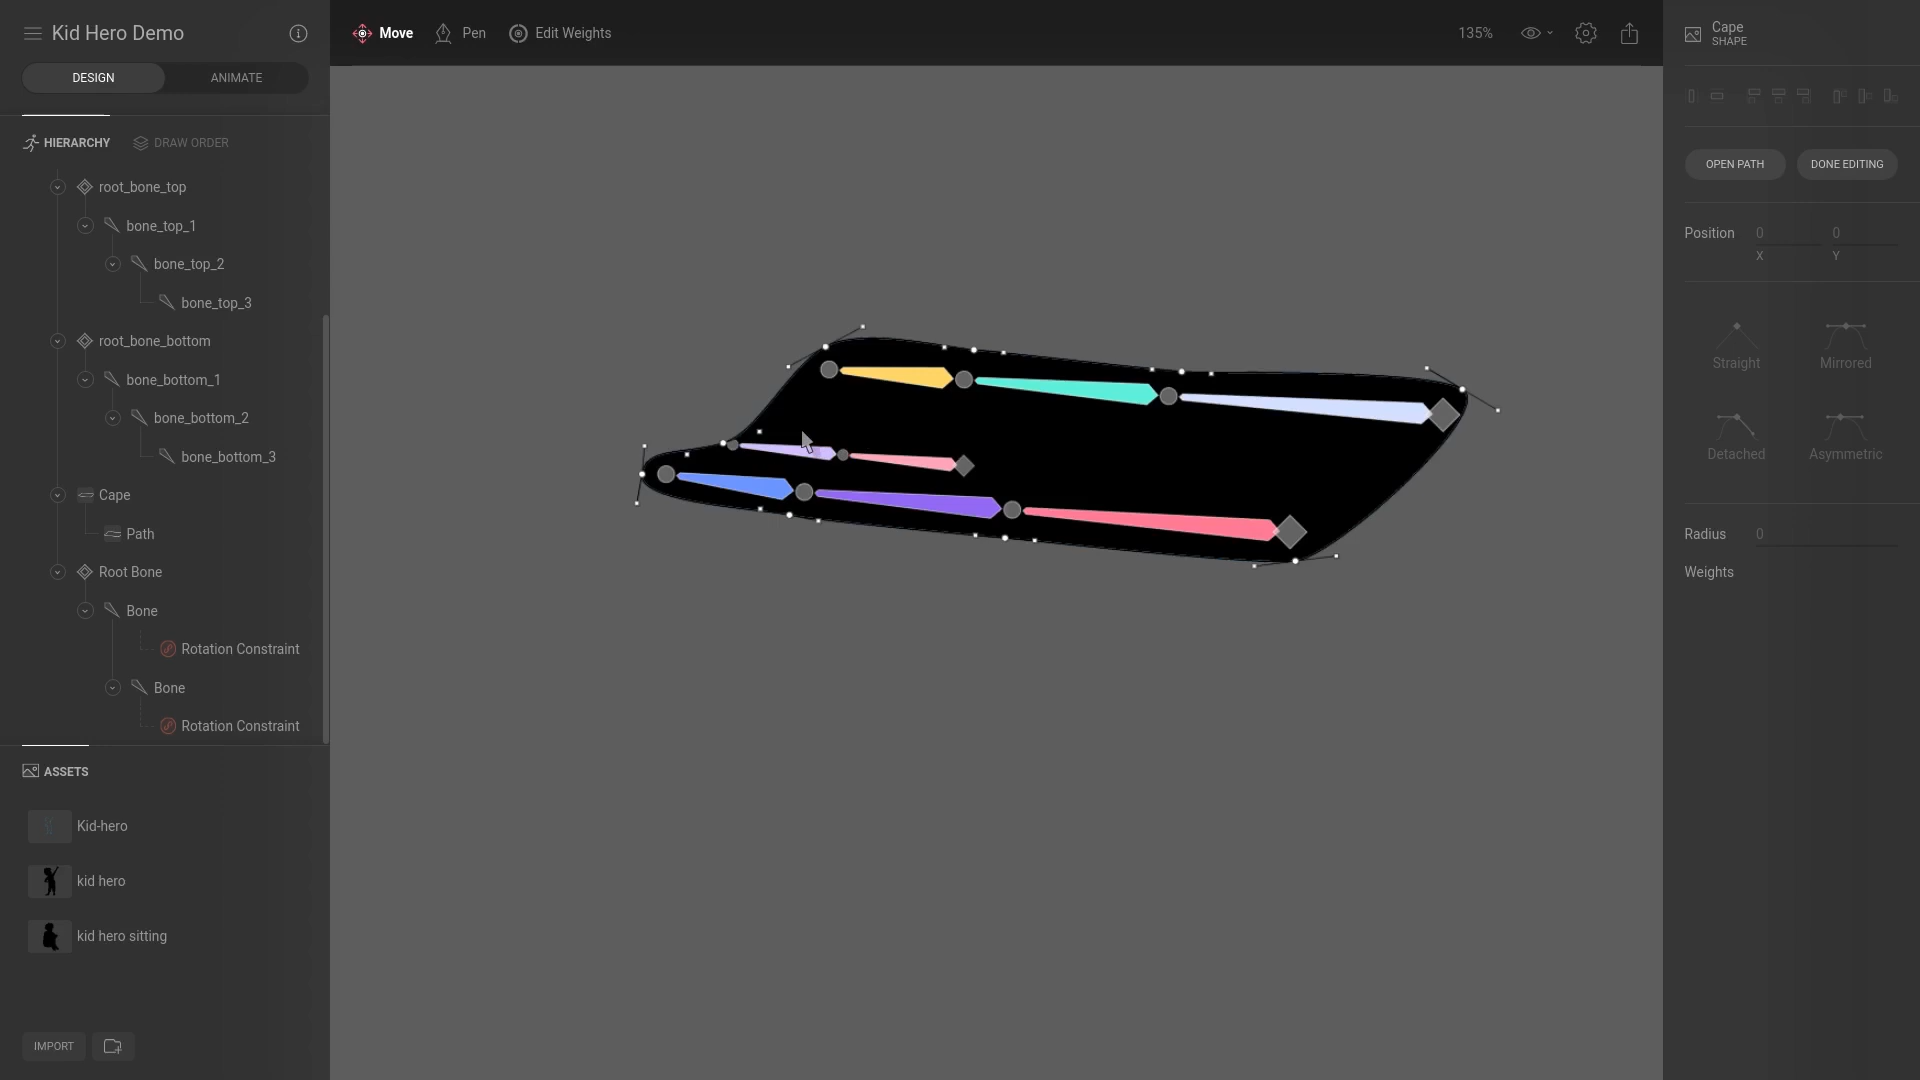 Kid Hero Demo
DESIGN ANIMATE
HIERARCHY DRAW ORDER
root_bone_top
bone_top_1
bone_top_2
bone_top_3
root_bone_bottom
bone_bottom_1
bone_bottom_2
bone_bottom_3
Cape
Path
Root Bone
Bone
Rotation Constraint
Bone
Rotation Constraint
ASSETS
Kid-hero
kid hero
kid hero sitting
IMPORT
Move Pen Edit Weights 135%
Cape
SHAPE
OPEN PATH DONE EDITING
Position 0 0
X Y
Straight Mirrored
Detached Asymmetric
Radius 0
Weights